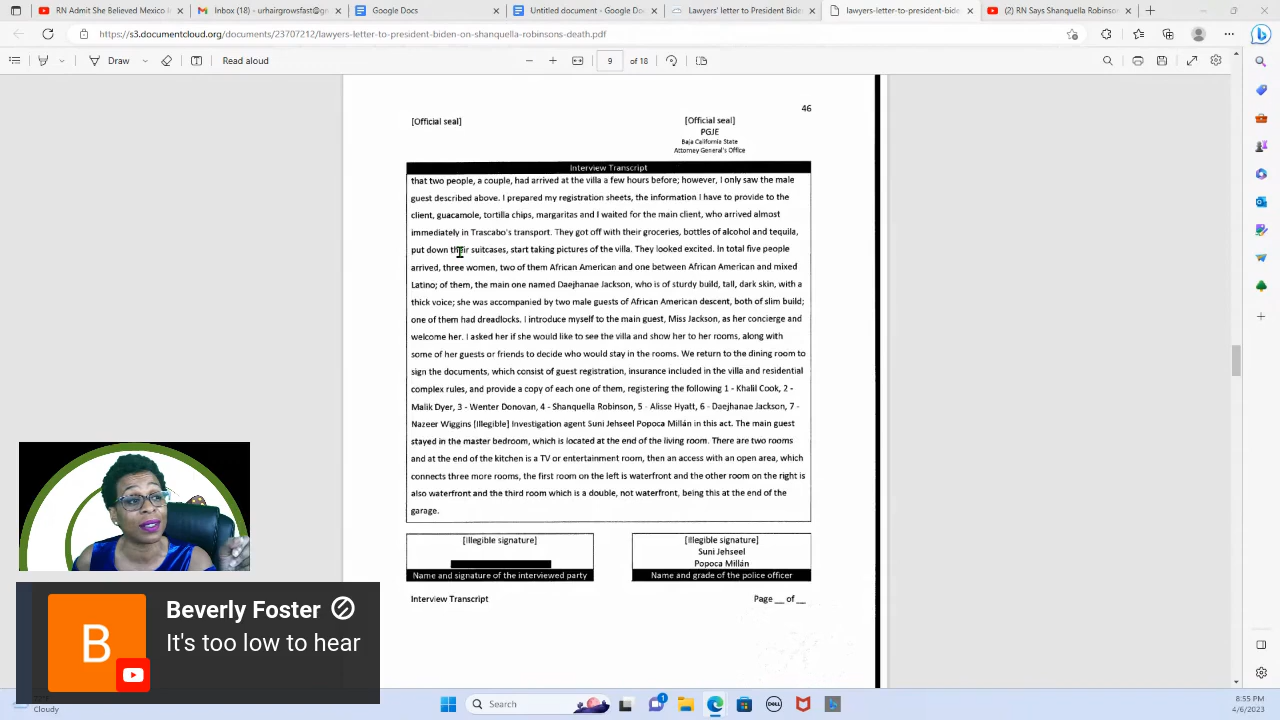 (1) RN Says Shanquella Robinson
(1) RN Says Believed Mexico
Inbox (19) - urhairgrowsfast@gm
Google Docs
Untitled document - Google Do
Lawyers' letter to President Bide
lawyers-letter-to-president-bide
(2) RN Says Shanquella Robinson
https://s3.documentcloud.org/documents/23707212/lawyers-letter-to-president-biden-on-shanquella-robinsons-death.pdf
Draw
Read aloud
9
of 18
46
[Official seal]
[Official seal]
PGJE
Baja California State
Attorney General's Office
Interview Transcript
that two people, a couple, had arrived at the villa a few hours before; however, I only saw the male
guest described above. I prepared my registration sheets, the information I have to provide to the
client, guacamole, tortilla chips, margaritas and I waited for the main client, who arrived almost
immediately in Trascabo's transport. They got off with their groceries, bottles of alcohol and tequila,
put down their suitcases, start taking pictures of the villa. They looked excited. In total five people
arrived, three women, two of them African American and one between African American and mixed
Latino; of them, the main one named Daejhanae Jackson, who is of sturdy build, tall, dark skin, with a
thick voice; she was accompanied by two male guests of African American descent, both of slim build;
one of them had dreadlocks. I introduce myself to the main guest, Miss Jackson, as her concierge and
welcome her. I asked her if she would like to see the villa and show her to her rooms, along with
some of her guests or friends to decide who would stay in the rooms. We return to the dining room to
sign the documents, which consist of guest registration, insurance included in the villa and residential
complex rules, and provide a copy of each one of them, registering the following 1 - Khalil Cook, 2 -
Malik Dyer, 3 - Wenter Donovan, 4 - Shanquella Robinson, 5 - Alisse Hyatt, 6 - Daejhanae Jackson, 7 -
Nazeer Wiggins [Illegible] Investigation agent Suni Jehseel Popoca Millán in this act. The main guest
stayed in the master bedroom, which is located at the end of the living room. There are two rooms
and at the end of the kitchen is a TV or entertainment room, then an access with an open area, which
connects three more rooms, the first room on the left is waterfront and the other room on the right is
also waterfront and the third room which is a double, not waterfront, being this at the end of the
garage.
[Illegible signature]
Name and signature of the interviewed party
[Illegible signature]
Suni Jehseel
Popoca Millán
Name and grade of the police officer
Interview Transcript
Page __ of __
B
Beverly Foster
It's too low to hear
Cloudy
Search
1
DELL
8:55 PM
4/6/2023